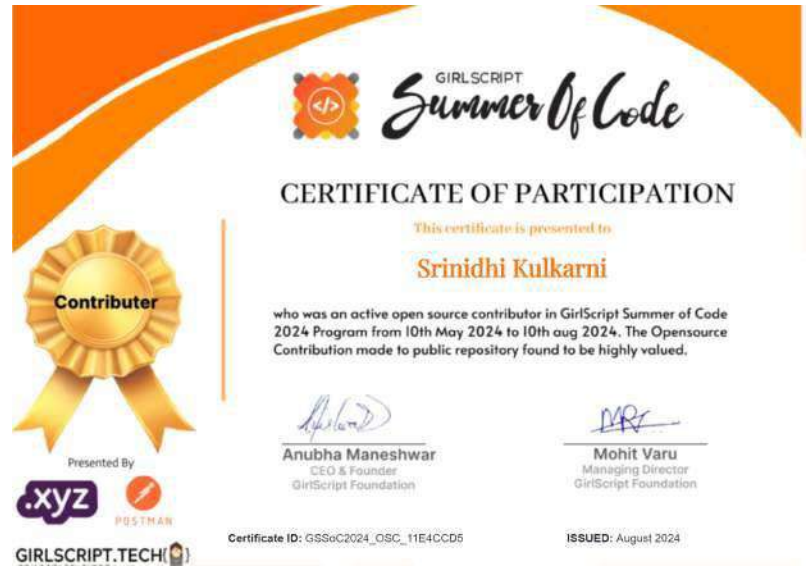 GIRLSCRIPT
Summer Of Code
</>
CERTIFICATE OF PARTICIPATION
This certificate is presented to
Srinidhi Kulkarni
Contributer
who was an active open source contributor in GirlScript Summer of Code
2024 Program from 10th May 2024 to 10th aug 2024. The Opensource
Contribution made to public repository found to be highly valued.
Anubha Maneshwar
CEO & Founder
GirlScript Foundation
Mohit Varu
Managing Director
GirlScript Foundation
Presented By
.xyz
POSTMAN
GIRLSCRIPT.TECH{ }
Certificate ID: GSSoC2024_OSC_11E4CCD5
ISSUED: August 2024